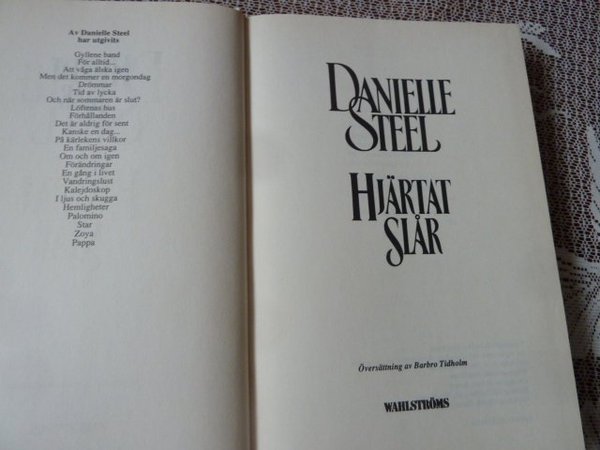 Av Danielle Steel
har utgivits
Gyllene band
För alltid...
Att våga älska igen
Men det kommer en morgondag
Drömmar
Tid av lycka
Och när sommaren är slut?
Löftenas hus
Förhållanden
Det är aldrig för sent
Kanske en dag...
På kärlekens villkor
En familjesaga
Om och om igen
Förändringar
En gång i livet
Vandringslust
Kalejdoskop
I ljus och skugga
Hemligheter
Palomino
Star
Zoya
Pappa
DANIELLE
STEEL
HJÄRTAT
SLÅR
Översättning av Barbro Tidholm
WAHLSTRÖMS